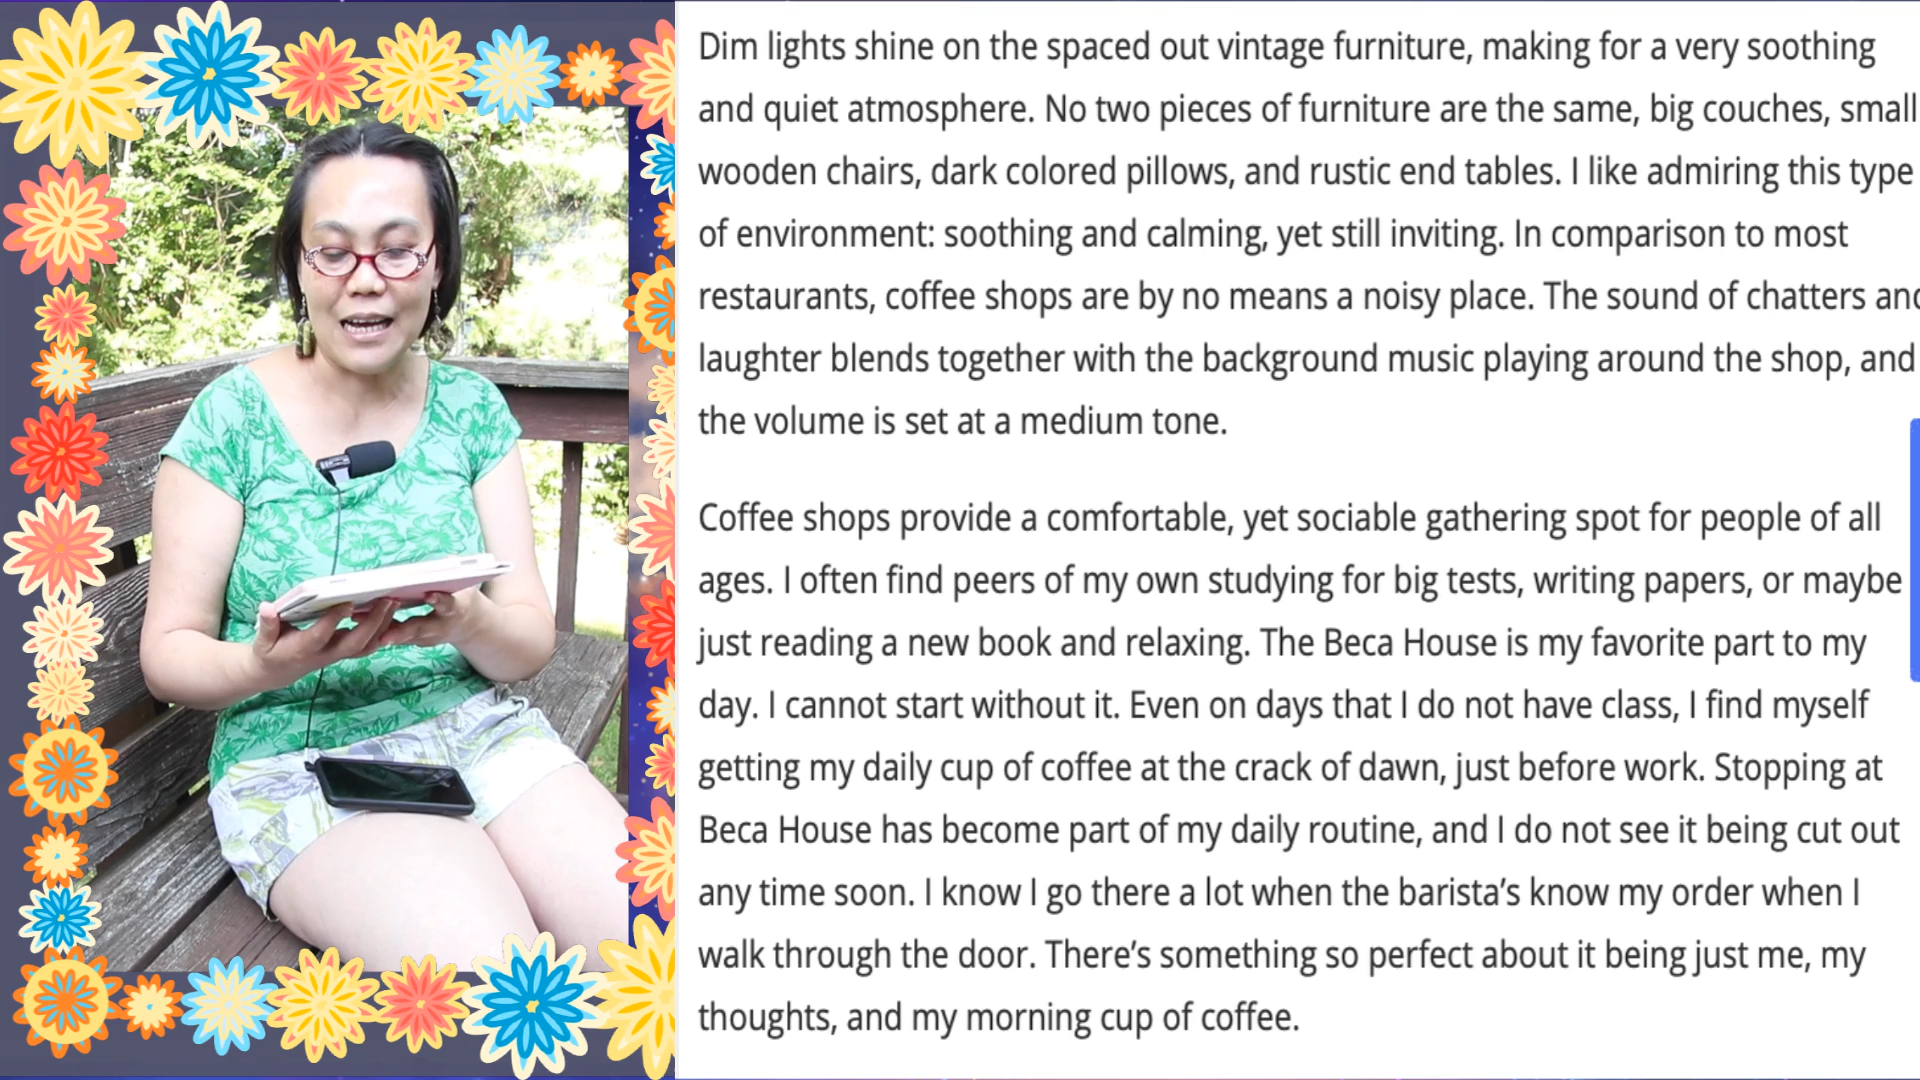 Dim lights shine on the spaced out vintage furniture, making for a very soothing
and quiet atmosphere. No two pieces of furniture are the same, big couches, small
wooden chairs, dark colored pillows, and rustic end tables. I like admiring this type
of environment: soothing and calming, yet still inviting. In comparison to most
restaurants, coffee shops are by no means a noisy place. The sound of chatters and
laughter blends together with the background music playing around the shop, and
the volume is set at a medium tone.
Coffee shops provide a comfortable, yet sociable gathering spot for people of all
ages. I often find peers of my own studying for big tests, writing papers, or maybe
just reading a new book and relaxing. The Beca House is my favorite part to my
day. I cannot start without it. Even on days that I do not have class, I find myself
getting my daily cup of coffee at the crack of dawn, just before work. Stopping at
Beca House has become part of my daily routine, and I do not see it being cut out
any time soon. I know I go there a lot when the barista’s know my order when I
walk through the door. There’s something so perfect about it being just me, my
thoughts, and my morning cup of coffee.